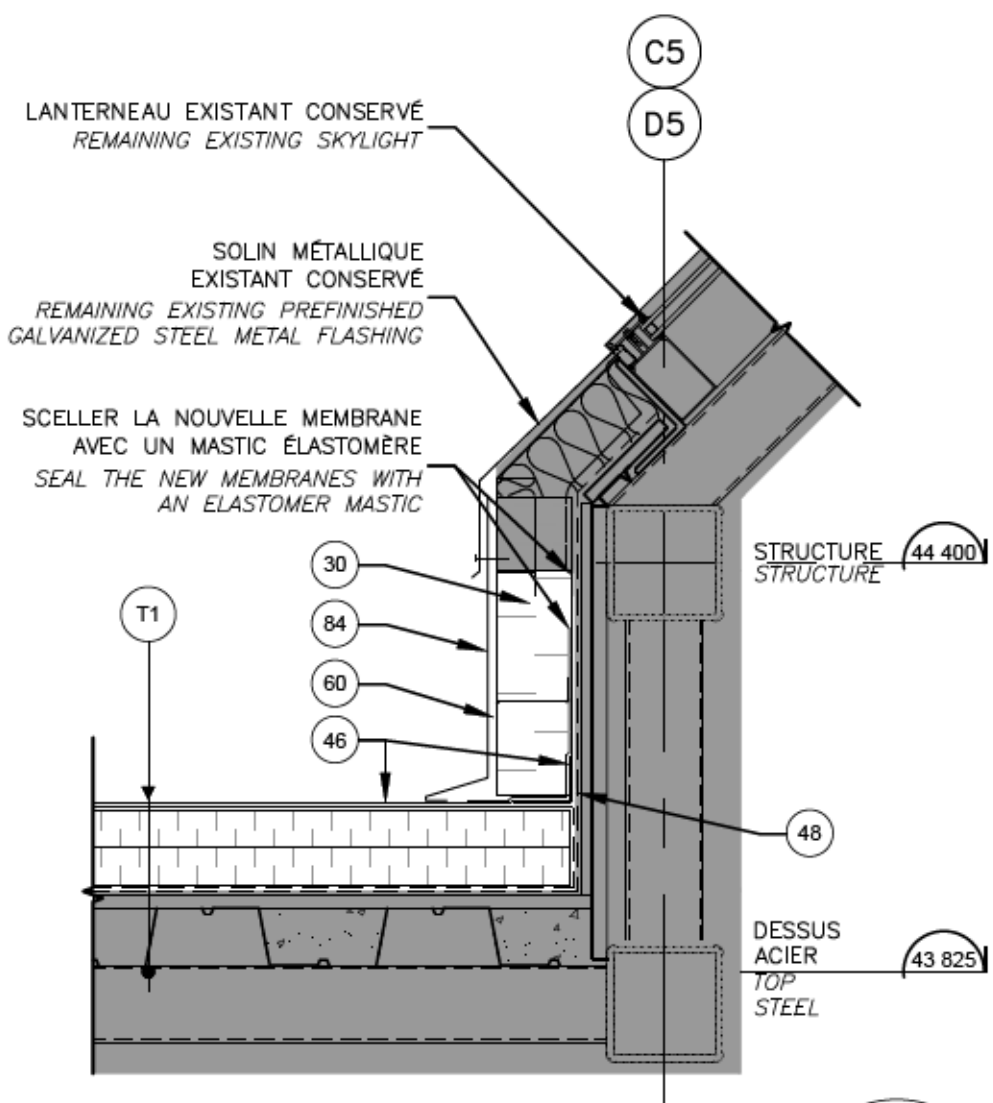 C5
D5
LANTERNEAU EXISTANT CONSERVÉ
REMAINING EXISTING SKYLIGHT
SOLIN MÉTALLIQUE
EXISTANT CONSERVÉ
REMAINING EXISTING PREFINISHED
GALVANIZED STEEL METAL FLASHING
SCELLER LA NOUVELLE MEMBRANE
AVEC UN MASTIC ÉLASTOMÈRE
SEAL THE NEW MEMBRANES WITH
AN ELASTOMER MASTIC
STRUCTURE
STRUCTURE
44 400
30
T1
84
60
46
48
DESSUS
ACIER
TOP
STEEL
43 825